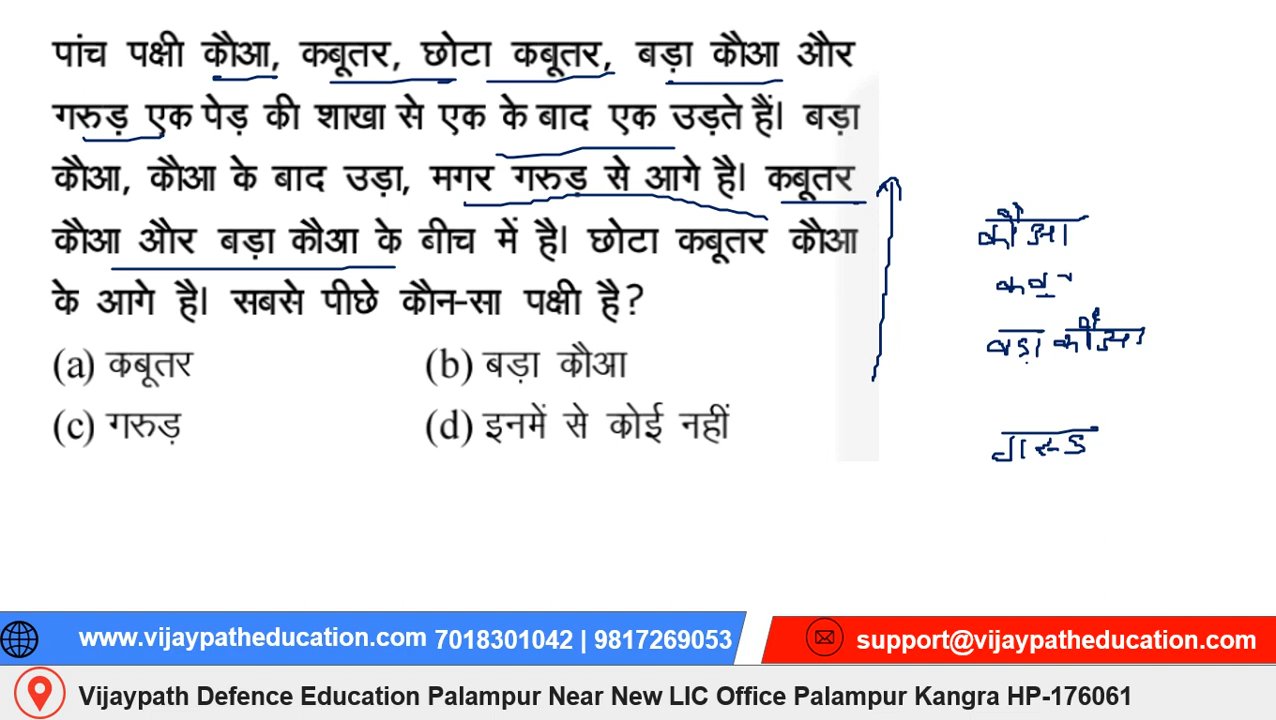 पांच पक्षी कौआ, कबूतर, छोटा कबूतर, बड़ा कौआ और
गरुड़ एक पेड़ की शाखा से एक के बाद एक उड़ते हैं। बड़ा
कौआ, कौआ के बाद उड़ा, मगर गरुड़ से आगे है। कबूतर
कौआ और बड़ा कौआ के बीच में है। छोटा कबूतर कौआ
के आगे है। सबसे पीछे कौन-सा पक्षी है?
(a) कबूतर (b) बड़ा कौआ
(c) गरुड़ (d) इनमें से कोई नहीं
कौआ
बड़ा कौआ
गरुड
www.vijaypatheducation.com 7018301042 | 9817269053 support@vijaypatheducation.com
Vijaypath Defence Education Palampur Near New LIC Office Palampur Kangra HP-176061